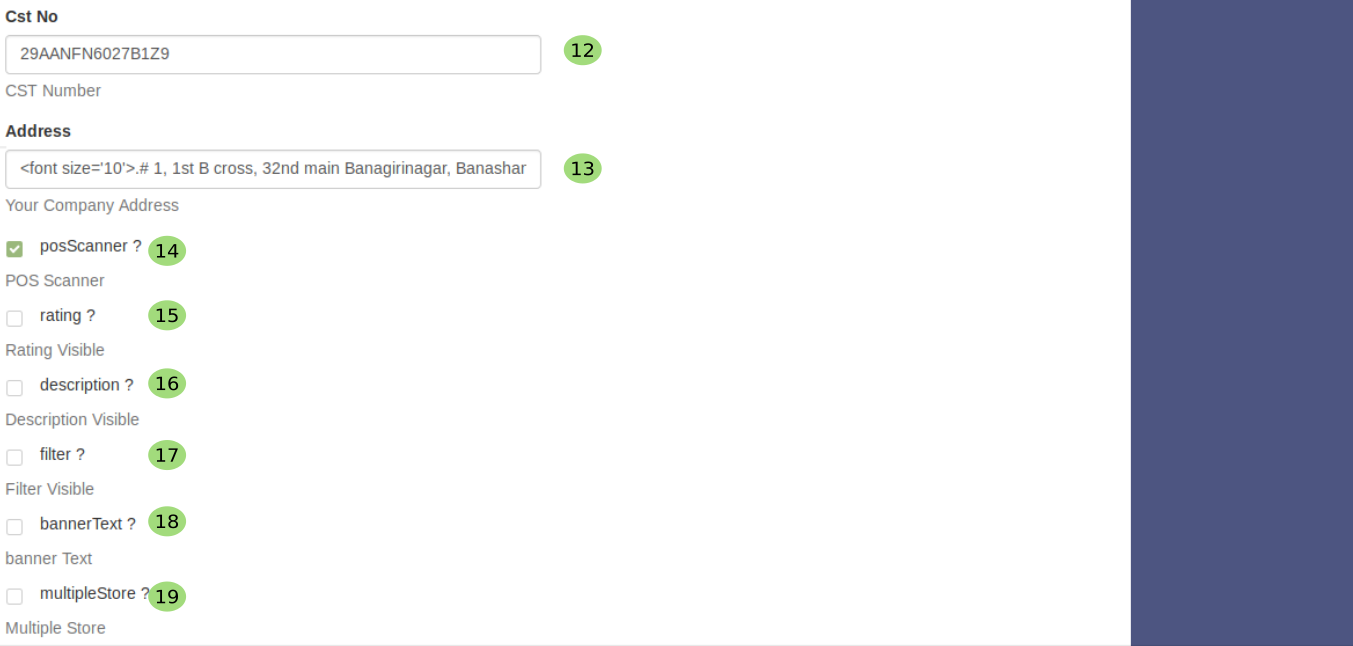 Cst No
29AANFN6027B1Z9 12
CST Number
Address
<font size='10'>.# 1, 1st B cross, 32nd main Banagirinagar, Banashar 13
Your Company Address
posScanner ? 14
POS Scanner
rating ? 15
Rating Visible
description ? 16
Description Visible
filter ? 17
Filter Visible
bannerText ? 18
banner Text
multipleStore ? 19
Multiple Store